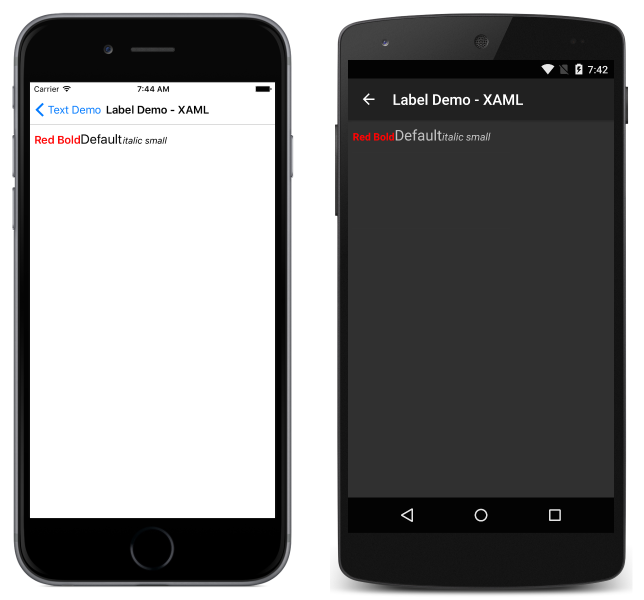 Carrier 7:44 AM
Text Demo Label Demo - XAML
Red BoldDefaultitalic small
7:42
Label Demo - XAML
Red BoldDefaultitalic small